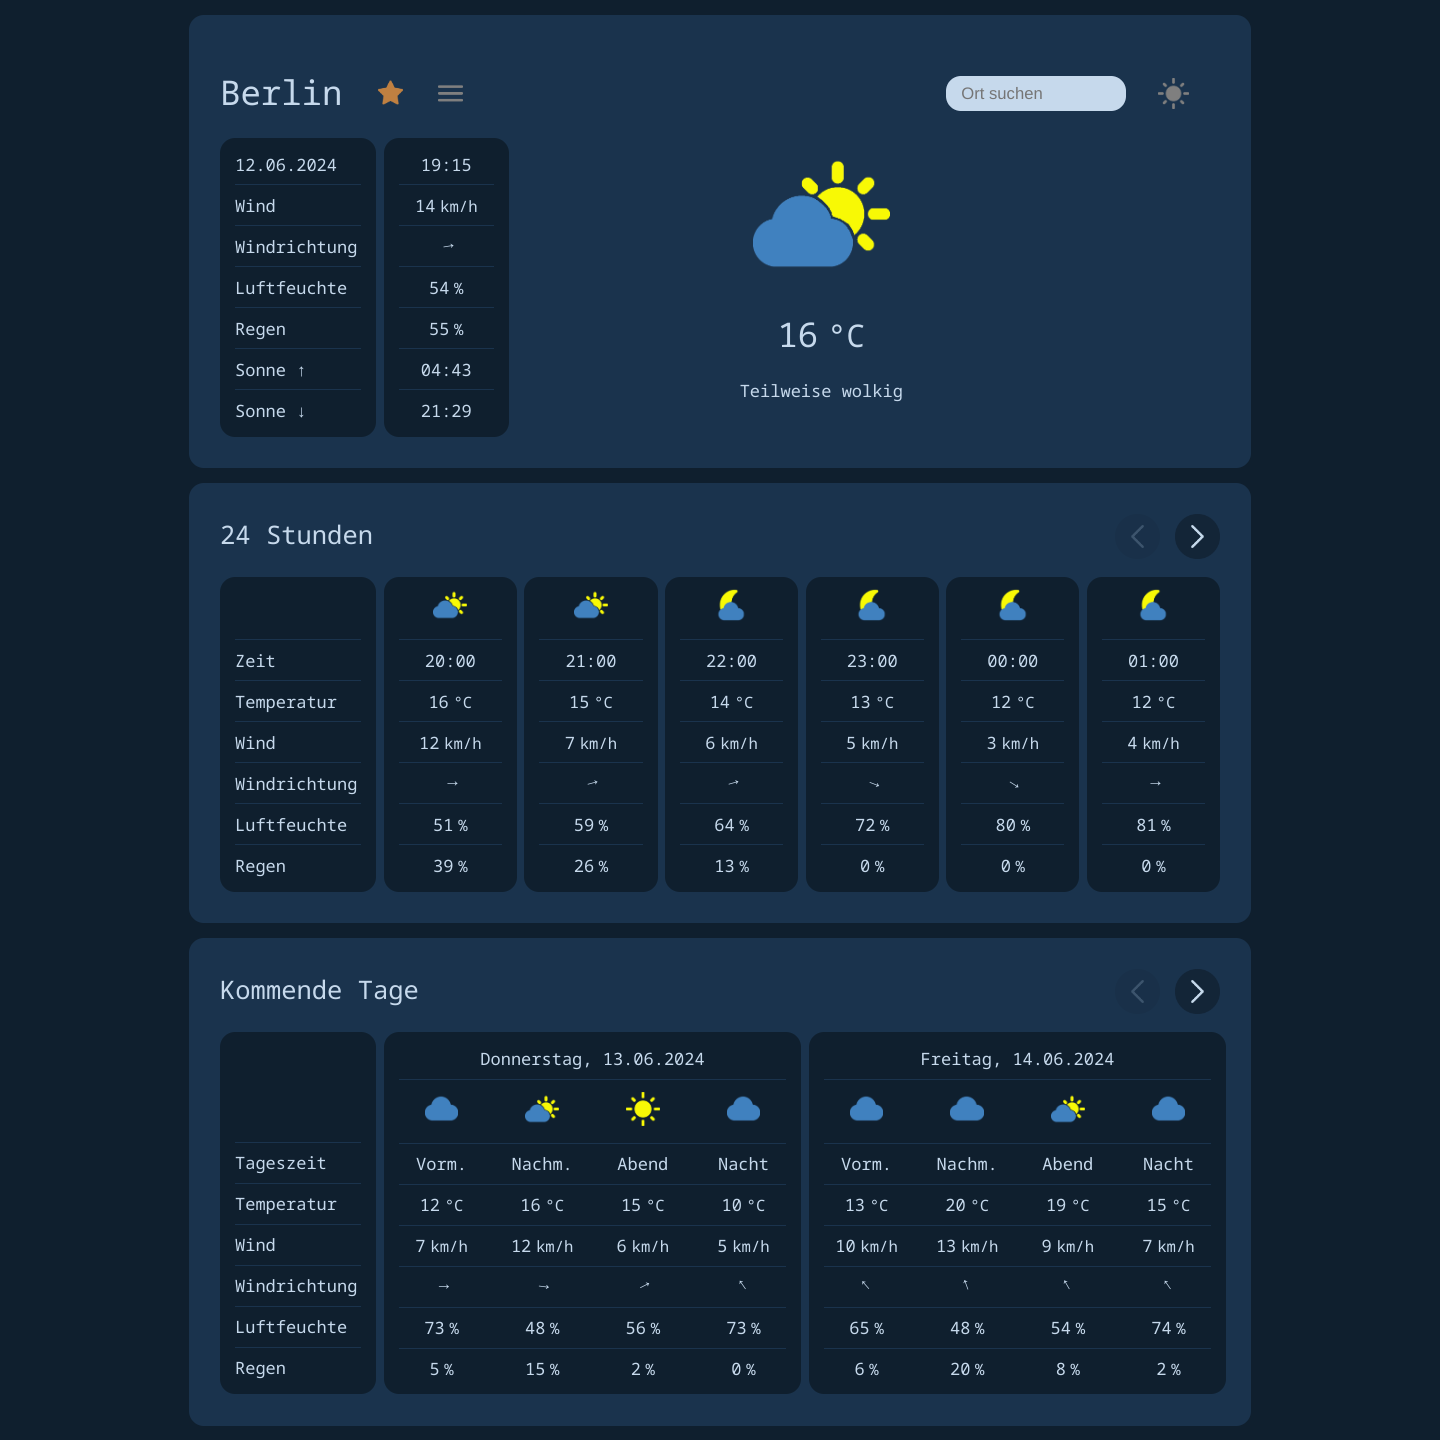 Berlin
Ort suchen
12.06.2024 19:15
Wind 14 km/h
Windrichtung →
Luftfeuchte 54 %
Regen 55 %
Sonne ↑ 04:43
Sonne ↓ 21:29
16 °C
Teilweise wolkig
24 Stunden
Zeit 20:00 21:00 22:00 23:00 00:00 01:00
Temperatur 16 °C 15 °C 14 °C 13 °C 12 °C 12 °C
Wind 12 km/h 7 km/h 6 km/h 5 km/h 3 km/h 4 km/h
Windrichtung → → → → → →
Luftfeuchte 51 % 59 % 64 % 72 % 80 % 81 %
Regen 39 % 26 % 13 % 0 % 0 % 0 %
Kommende Tage
Donnerstag, 13.06.2024 Freitag, 14.06.2024
Tageszeit Vorm. Nachm. Abend Nacht Vorm. Nachm. Abend Nacht
Temperatur 12 °C 16 °C 15 °C 10 °C 13 °C 20 °C 19 °C 15 °C
Wind 7 km/h 12 km/h 6 km/h 5 km/h 10 km/h 13 km/h 9 km/h 7 km/h
Windrichtung → → → ↖ ↖ ↑ ↖ ↖
Luftfeuchte 73 % 48 % 56 % 73 % 65 % 48 % 54 % 74 %
Regen 5 % 15 % 2 % 0 % 6 % 20 % 8 % 2 %